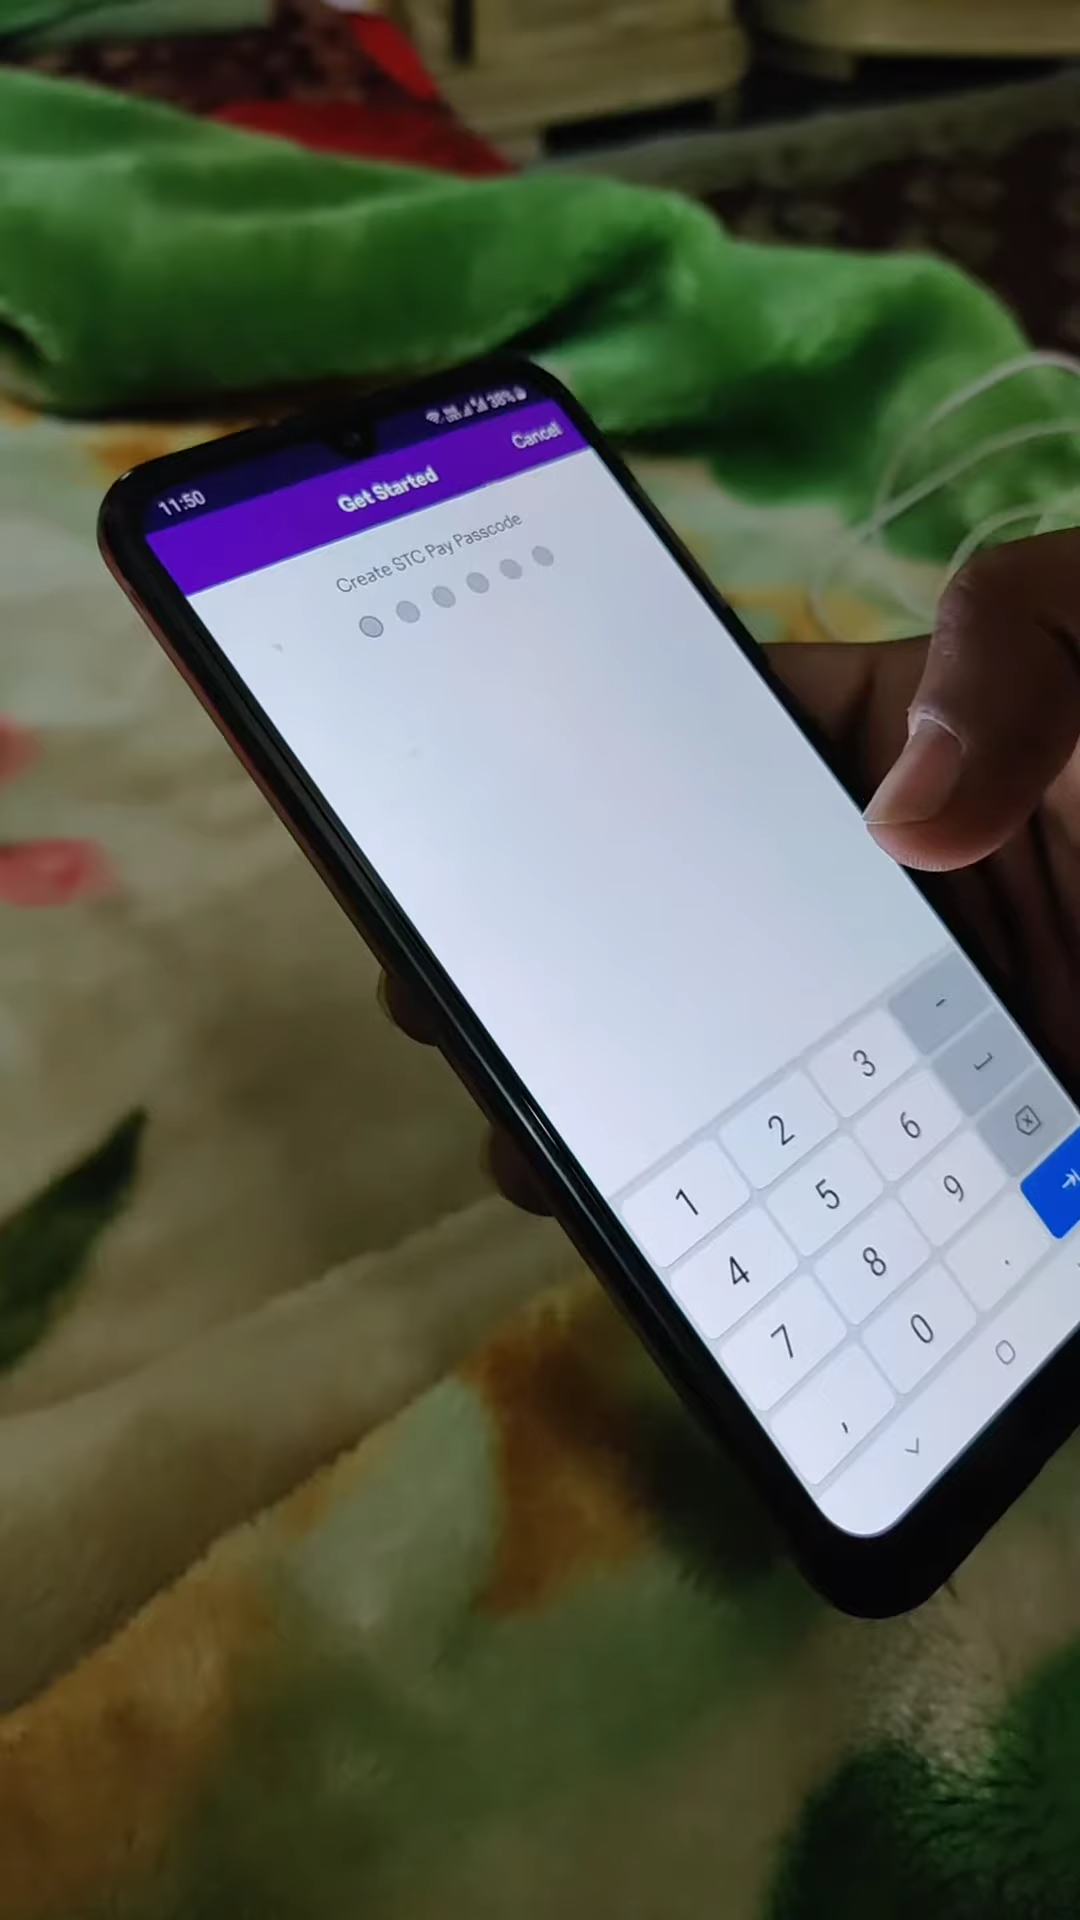 11:50
38%
Cancel
Get Started
Create STC Pay Passcode
1 2 3 -
4 5 6
7 8 9
, 0 .